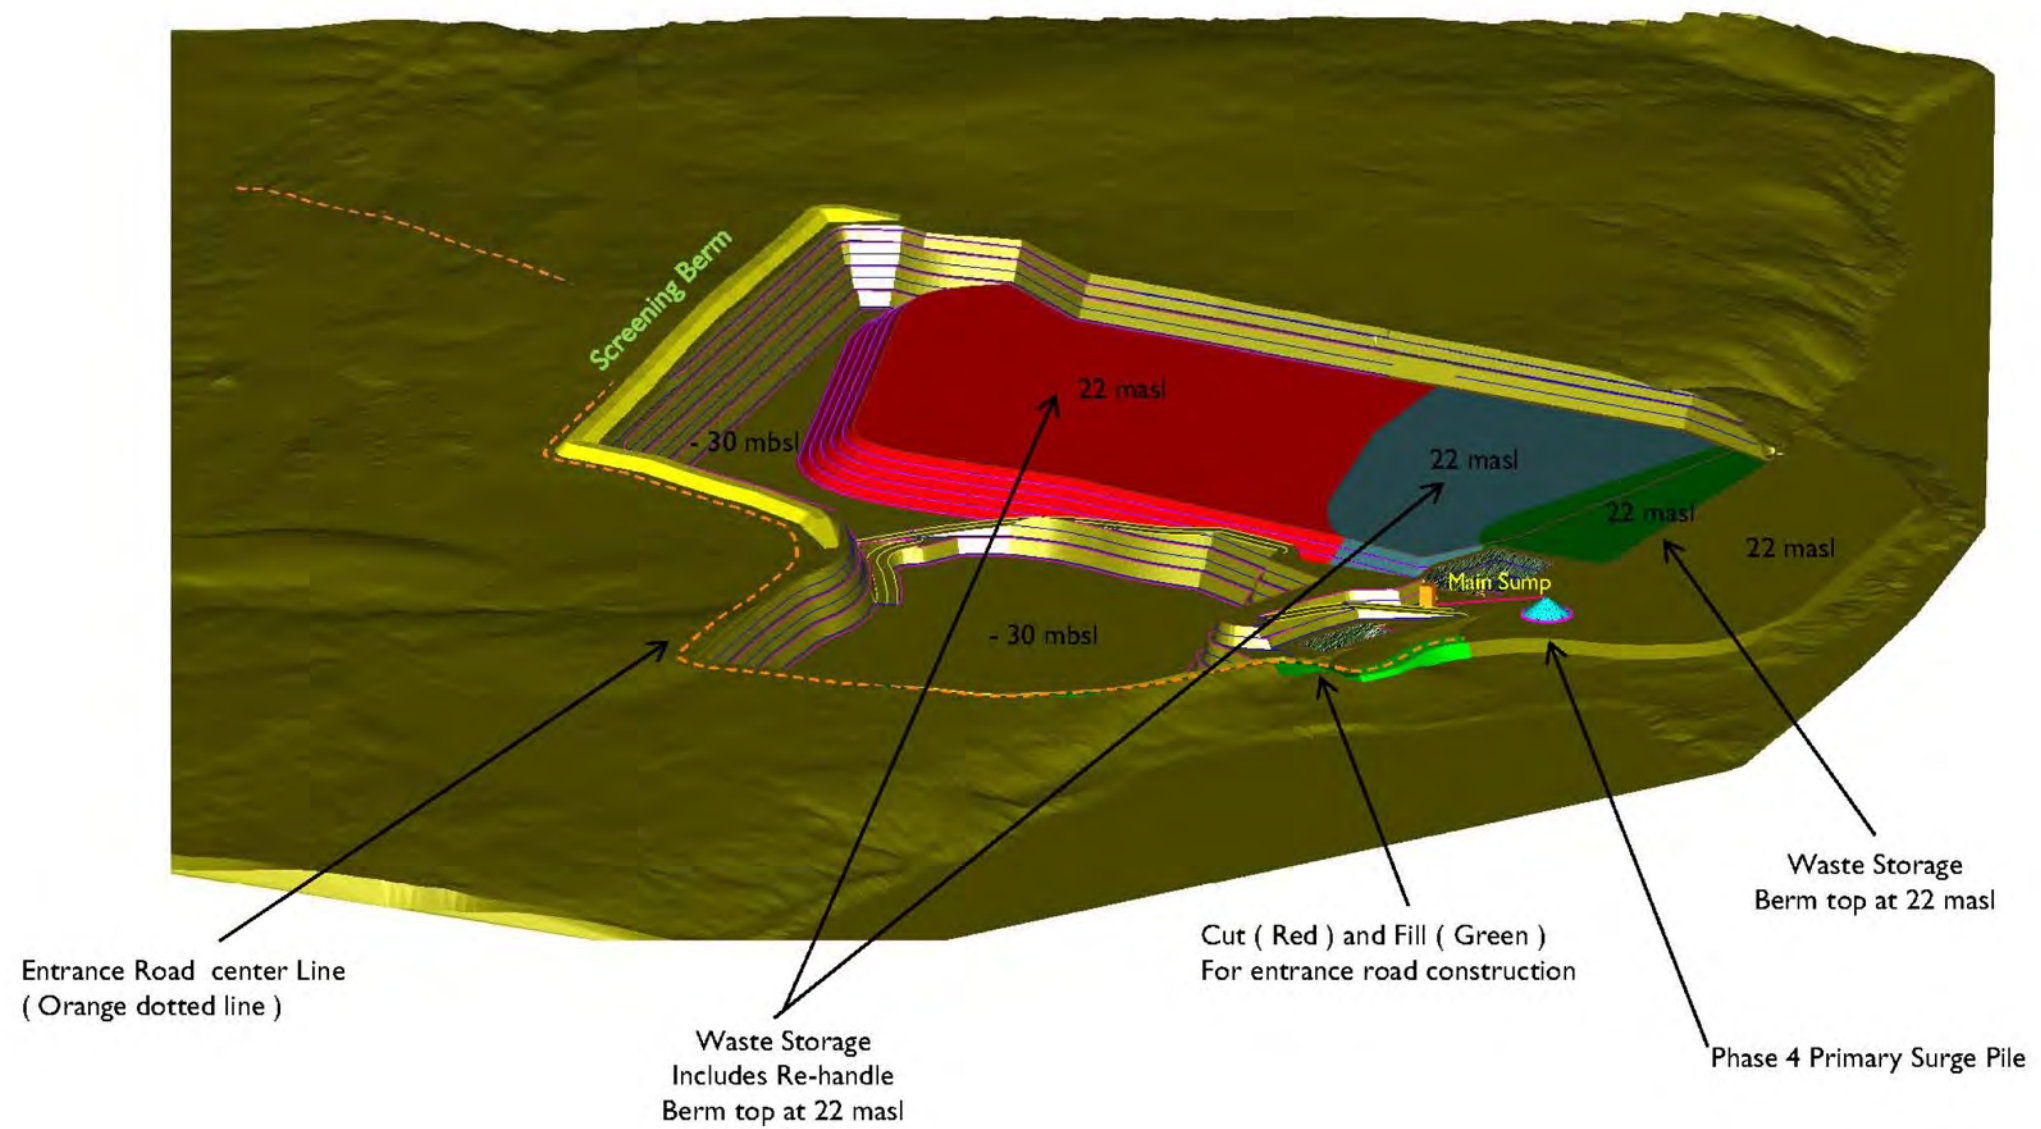 Screening Berm
22 masl
- 30 mbsl
22 masl
22 masl
22 masl
Main Sump
- 30 mbsl
Waste Storage
Berm top at 22 masl
Cut ( Red ) and Fill ( Green )
For entrance road construction
Entrance Road center Line
( Orange dotted line )
Waste Storage
Includes Re-handle
Berm top at 22 masl
Phase 4 Primary Surge Pile